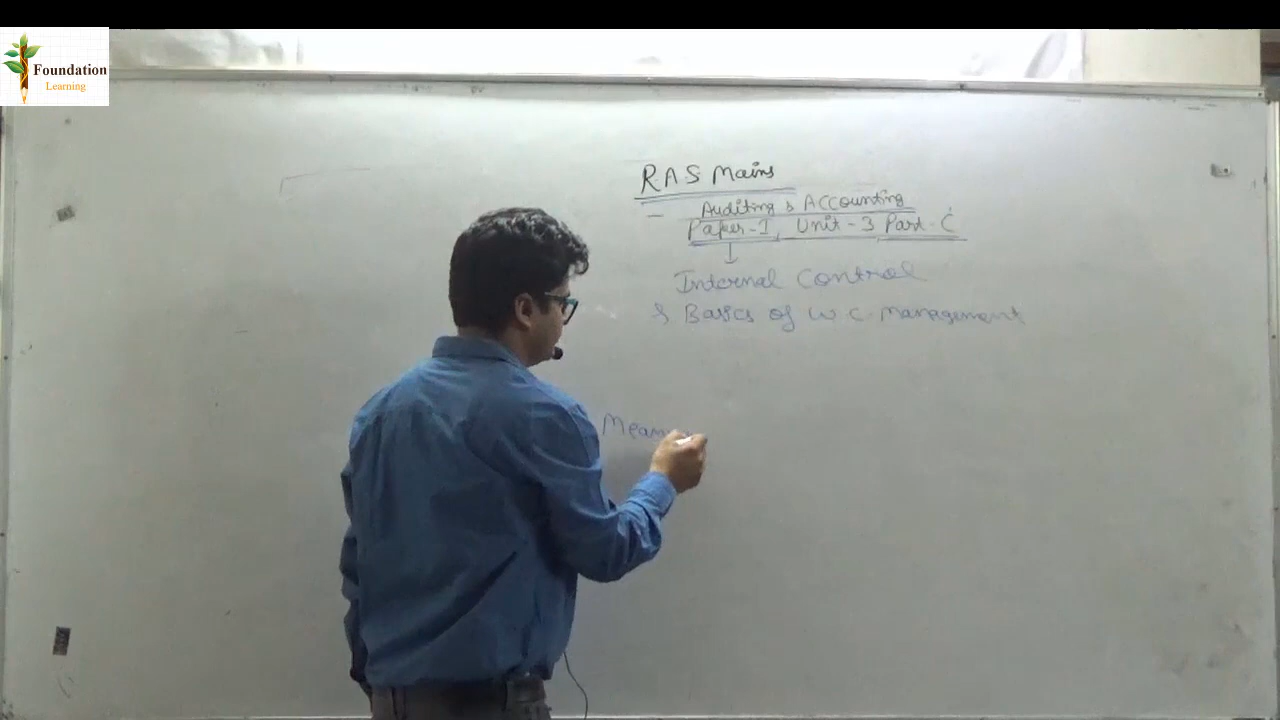 Foundation
Learning
RAS Mains
- Auditing & Accounting
Paper-I, Unit-3 Part-C
Internal Control
& Basics of W.C. Management